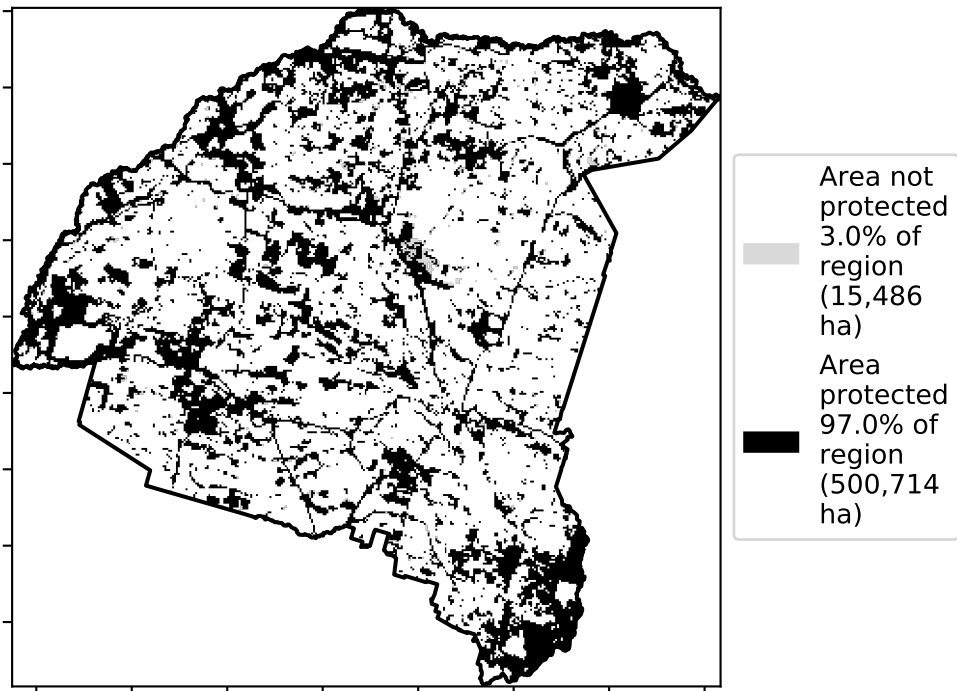 Area not
protected
3.0% of
region
(15,486
ha)
Area
protected
97.0% of
region
(500,714
ha)